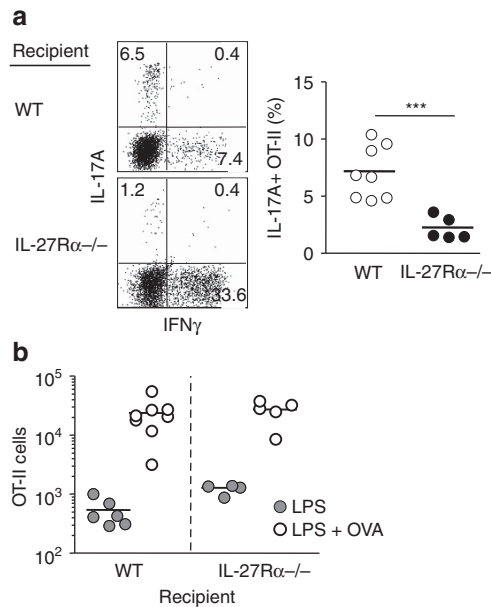 a
Recipient
WT
IL-27Rα–/–
6.5 0.4
7.4
1.2 0.4
33.6
IL-17A
IFNγ
IL-17A+ OT-II (%)
15
10
5
0
***
WT IL-27Rα–/–
b
OT-II cells
10^5
10^4
10^3
10^2
LPS
LPS + OVA
WT IL-27Rα–/–
Recipient